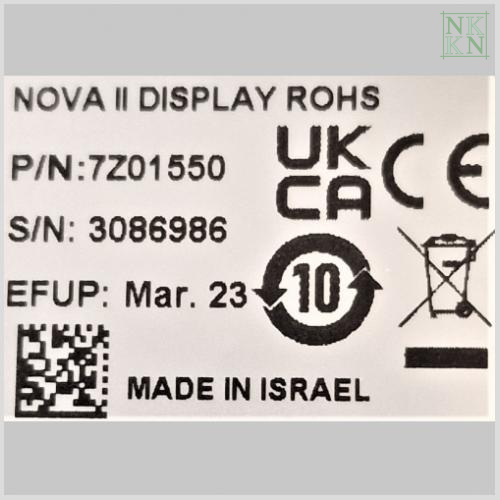 NK
KN
NOVA II DISPLAY ROHS
P/N:7Z01550
UK
CA
CE
S/N: 3086986
10
EFUP: Mar. 23
MADE IN ISRAEL